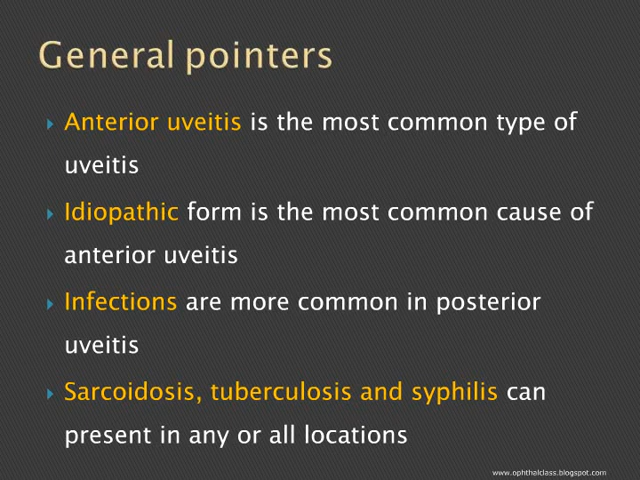 General pointers
Anterior uveitis is the most common type of
uveitis
Idiopathic form is the most common cause of
anterior uveitis
Infections are more common in posterior
uveitis
Sarcoidosis, tuberculosis and syphilis can
present in any or all locations
www.ophthalclass.blogspot.com